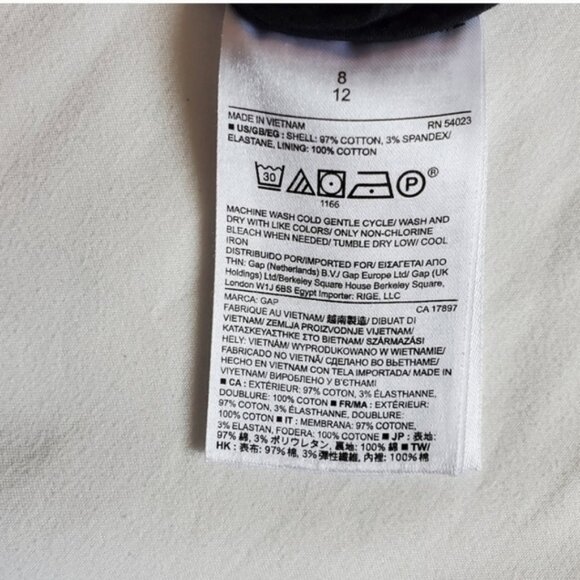 8
12
MADE IN VIETNAM RN 54023
■ US/GB/EG : SHELL: 97% COTTON, 3% SPANDEX/
ELASTANE, LINING: 100% COTTON
30 P ®
1166
MACHINE WASH COLD GENTLE CYCLE/ WASH AND
DRY WITH LIKE COLORS/ ONLY NON-CHLORINE
BLEACH WHEN NEEDED/ TUMBLE DRY LOW/ COOL
IRON
DISTRIBUIDO POR/IMPORTED FOR/ ΕΙΣΑΓΕΤΑΙ ΑΠΟ
ΤΗΝ: Gap (Netherlands) B.V./ Gap Europe Ltd/ Gap (UK
Holdings) Ltd/Berkeley Square House Berkeley Square,
London W1J 5BS Egypt Importer: RIGE, LLC
MARCA: GAP CA 17897
FABRIQUE AU VIETNAM/ 越南製造/ DIBUAT DI
VIETNAM/ ZEMLJA PROIZVODNJE VIJETNAM/
ΚΑΤΑΣΚΕΥΑΣΤΗΚΕ ΣΤΟ ΒΙΕΤΝΑΜ/ SZÁRMAZÁSI
HELY: VIETNÁM/ WYPRODUKOWANO W WIETNAMIE/
FABRICADO NO VIETNÃ/ СДЕЛАНО ВО ВЬЕТНАМЕ/
HECHO EN VIETNAM CON TELA IMPORTADA/ MADE IN
VIYETNAM/ ВИРОБЛЕНО У В'ЄТНАМІ
■ CA : EXTÉRIEUR: 97% COTON, 3% ÉLASTHANNE,
DOUBLURE: 100% COTON ■ FR/MA : EXTÉRIEUR:
97% COTON, 3% ÉLASTHANNE, DOUBLURE:
100% COTON ■ IT : MEMBRANA: 97% COTONE,
3% ELASTAN, FODERA: 100% COTONE ■ JP : 表地:
97% 綿, 3% ポリウレタン, 裏地: 100% 綿 ■ TW/
HK : 表布: 97% 棉, 3% 彈性纖維, 內裡: 100% 棉